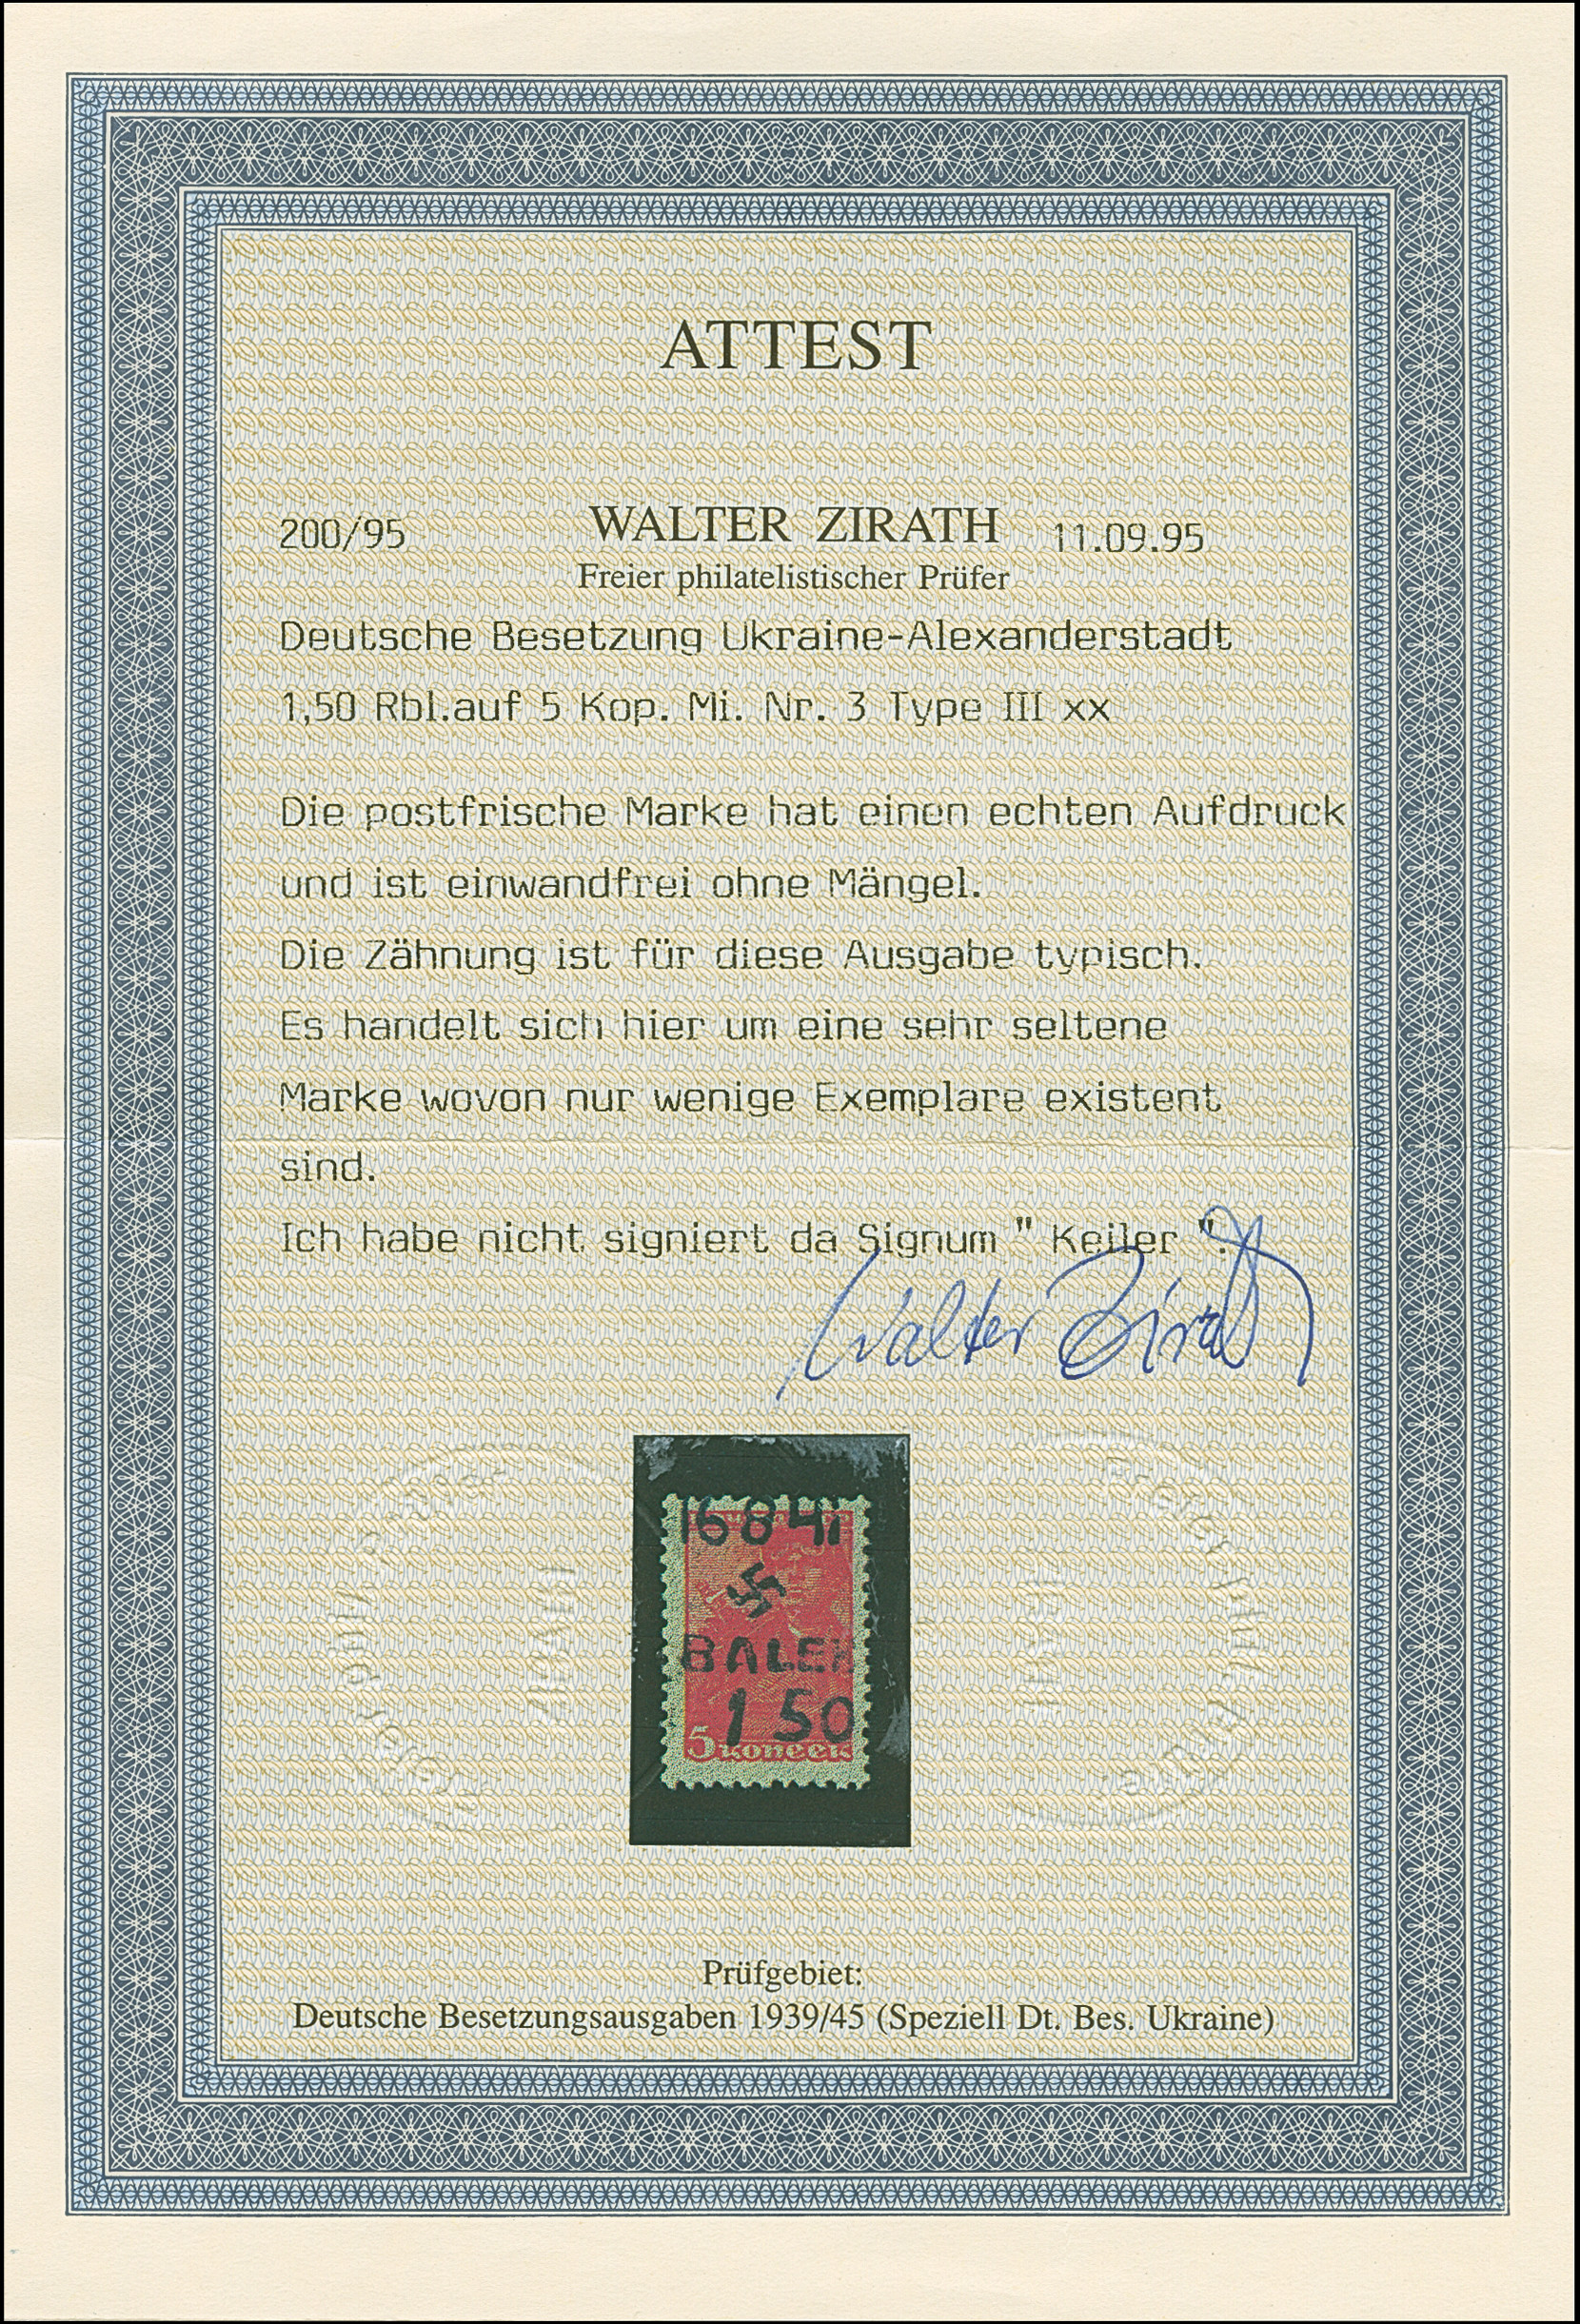 ATTEST
200/95 WALTER ZIRATH 11.09.95
Freier philatelistischer Prüfer
Deutsche Besetzung Ukraine-Alexanderstadt
1,50 Rbl.auf 5 Kop. Mi. Nr. 3 Type III xx
Die postfrische Marke hat einen echten Aufdruck
und ist einwandfrei ohne Mängel.
Die Zähnung ist für diese Ausgabe typisch.
Es handelt sich hier um eine sehr seltene
Marke wovon nur wenige Exemplare existent
sind.
Ich habe nicht signiert da Signum " Keiler ".
Walter Zirath
16 8 41
1 50
5 копеек
Prüfgebiet:
Deutsche Besetzungsausgaben 1939/45 (Speziell Dt. Bes. Ukraine)